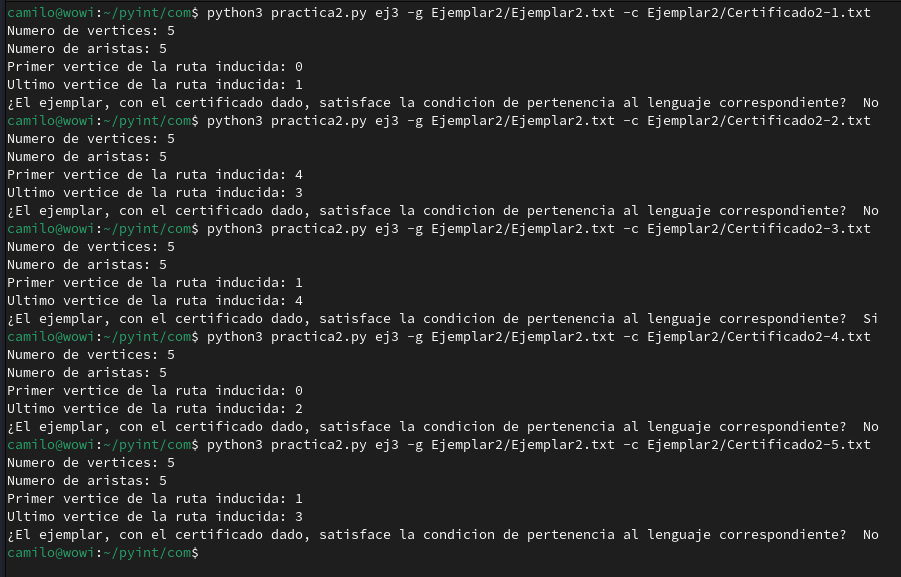 camilo@wowi:~/pyint/com$ python3 practica2.py ej3 -g Ejemplar2/Ejemplar2.txt -c Ejemplar2/Certificado2-1.txt
Numero de vertices: 5
Numero de aristas: 5
Primer vertice de la ruta inducida: 0
Ultimo vertice de la ruta inducida: 1
¿El ejemplar, con el certificado dado, satisface la condicion de pertenencia al lenguaje correspondiente?  No
camilo@wowi:~/pyint/com$ python3 practica2.py ej3 -g Ejemplar2/Ejemplar2.txt -c Ejemplar2/Certificado2-2.txt
Numero de vertices: 5
Numero de aristas: 5
Primer vertice de la ruta inducida: 4
Ultimo vertice de la ruta inducida: 3
¿El ejemplar, con el certificado dado, satisface la condicion de pertenencia al lenguaje correspondiente?  No
camilo@wowi:~/pyint/com$ python3 practica2.py ej3 -g Ejemplar2/Ejemplar2.txt -c Ejemplar2/Certificado2-3.txt
Numero de vertices: 5
Numero de aristas: 5
Primer vertice de la ruta inducida: 1
Ultimo vertice de la ruta inducida: 4
¿El ejemplar, con el certificado dado, satisface la condicion de pertenencia al lenguaje correspondiente?  Si
camilo@wowi:~/pyint/com$ python3 practica2.py ej3 -g Ejemplar2/Ejemplar2.txt -c Ejemplar2/Certificado2-4.txt
Numero de vertices: 5
Numero de aristas: 5
Primer vertice de la ruta inducida: 0
Ultimo vertice de la ruta inducida: 2
¿El ejemplar, con el certificado dado, satisface la condicion de pertenencia al lenguaje correspondiente?  No
camilo@wowi:~/pyint/com$ python3 practica2.py ej3 -g Ejemplar2/Ejemplar2.txt -c Ejemplar2/Certificado2-5.txt
Numero de vertices: 5
Numero de aristas: 5
Primer vertice de la ruta inducida: 1
Ultimo vertice de la ruta inducida: 3
¿El ejemplar, con el certificado dado, satisface la condicion de pertenencia al lenguaje correspondiente?  No
camilo@wowi:~/pyint/com$